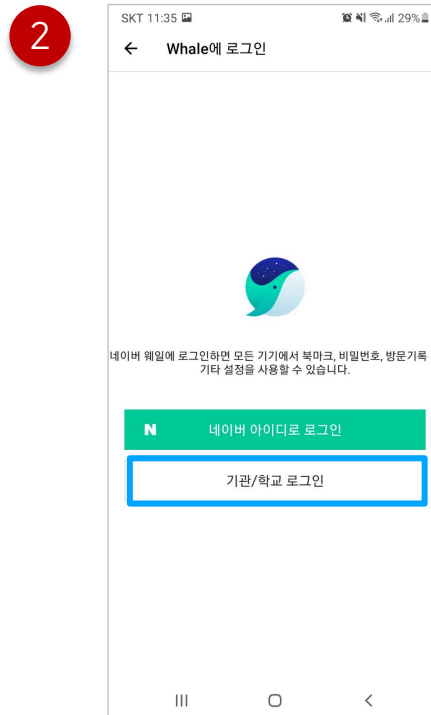 2
SKT 11:35
29%
Whale에 로그인
네이버 웨일에 로그인하면 모든 기기에서 북마크, 비밀번호, 방문기록
기타 설정을 사용할 수 있습니다.
N 네이버 아이디로 로그인
기관/학교 로그인